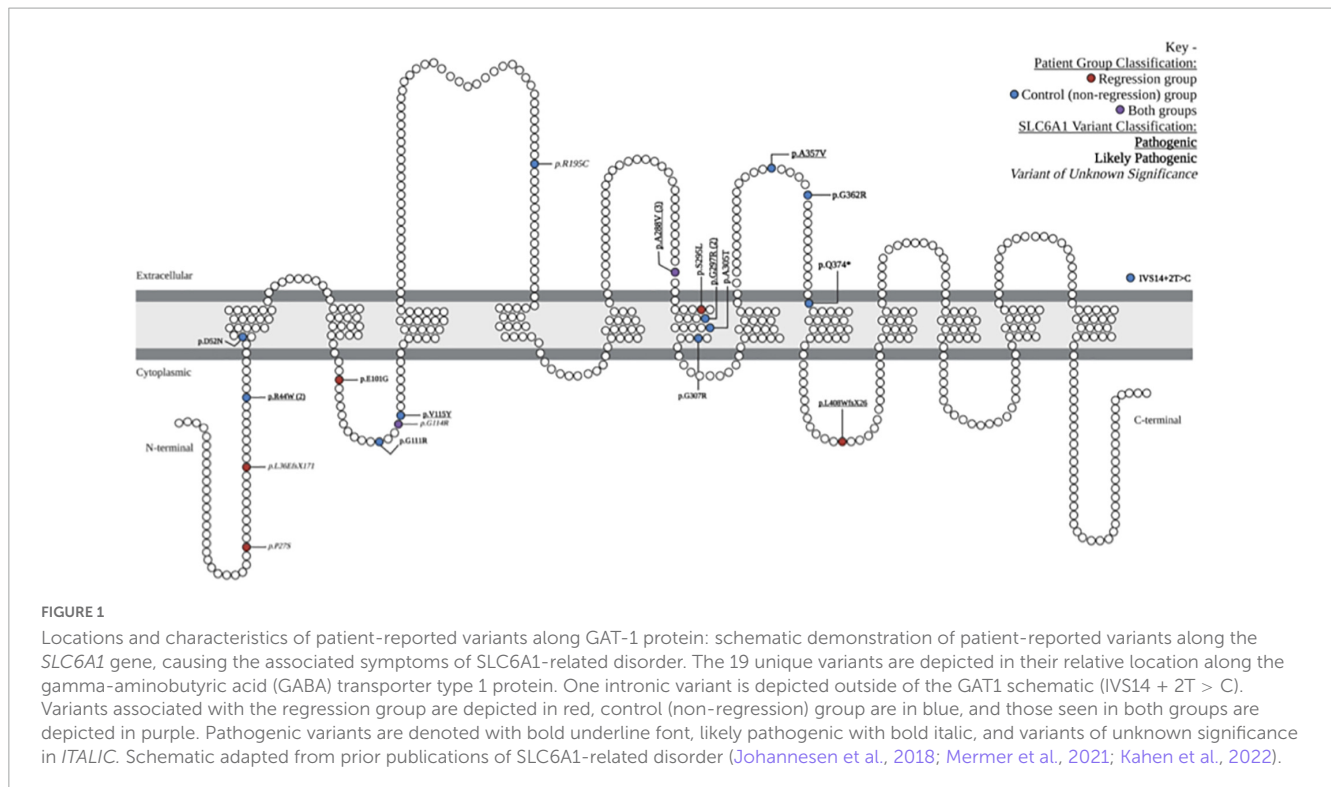 Key -
Patient Group Classification:
Regression group
Control (non-regression) group
Both groups
SLC6A1 Variant Classification:
Pathogenic
Likely Pathogenic
Variant of Unknown Significance
p.R195C
p.A357V
p.G362R
p.A288V (3)
p.S295L
p.G297R (2)
p.A305T
p.Q374*
IVS14+2T>C
Extracellular
p.D52N
Cytoplasmic
p.E101G
p.G307R
p.R44W (2)
p.V115Y
p.G114R
p.G111R
p.L408WfsX26
N-terminal
C-terminal
p.L36EfsX171
p.P27S
FIGURE 1
Locations and characteristics of patient-reported variants along GAT-1 protein: schematic demonstration of patient-reported variants along the
SLC6A1 gene, causing the associated symptoms of SLC6A1-related disorder. The 19 unique variants are depicted in their relative location along the
gamma-aminobutyric acid (GABA) transporter type 1 protein. One intronic variant is depicted outside of the GAT1 schematic (IVS14 + 2T > C).
Variants associated with the regression group are depicted in red, control (non-regression) group are in blue, and those seen in both groups are
depicted in purple. Pathogenic variants are denoted with bold underline font, likely pathogenic with bold italic, and variants of unknown significance
in ITALIC. Schematic adapted from prior publications of SLC6A1-related disorder (Johannesen et al., 2018; Mermer et al., 2021; Kahen et al., 2022).